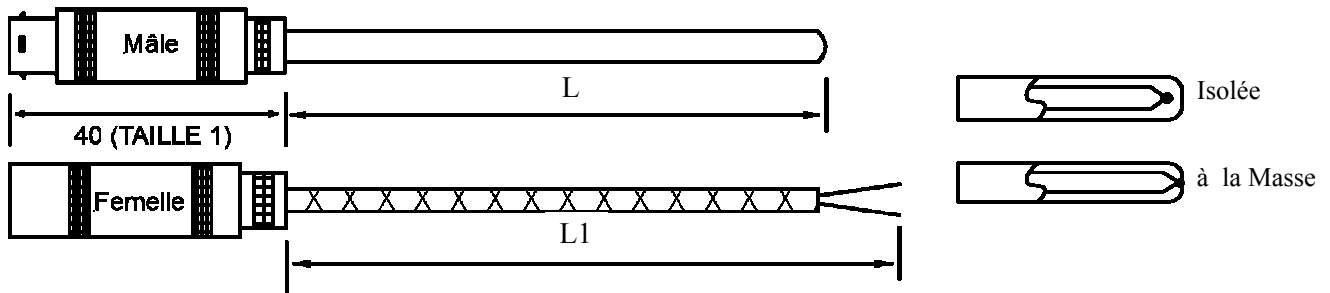 Mâle
L
Isolée
40 (TAILLE 1)
Femelle
à la Masse
L1